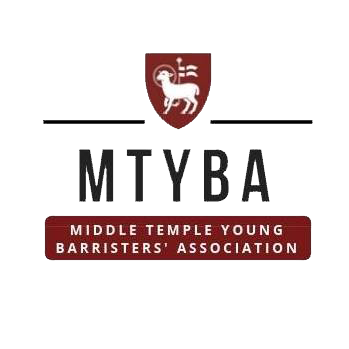 MTYBA
MIDDLE TEMPLE YOUNG
BARRISTERS' ASSOCIATION